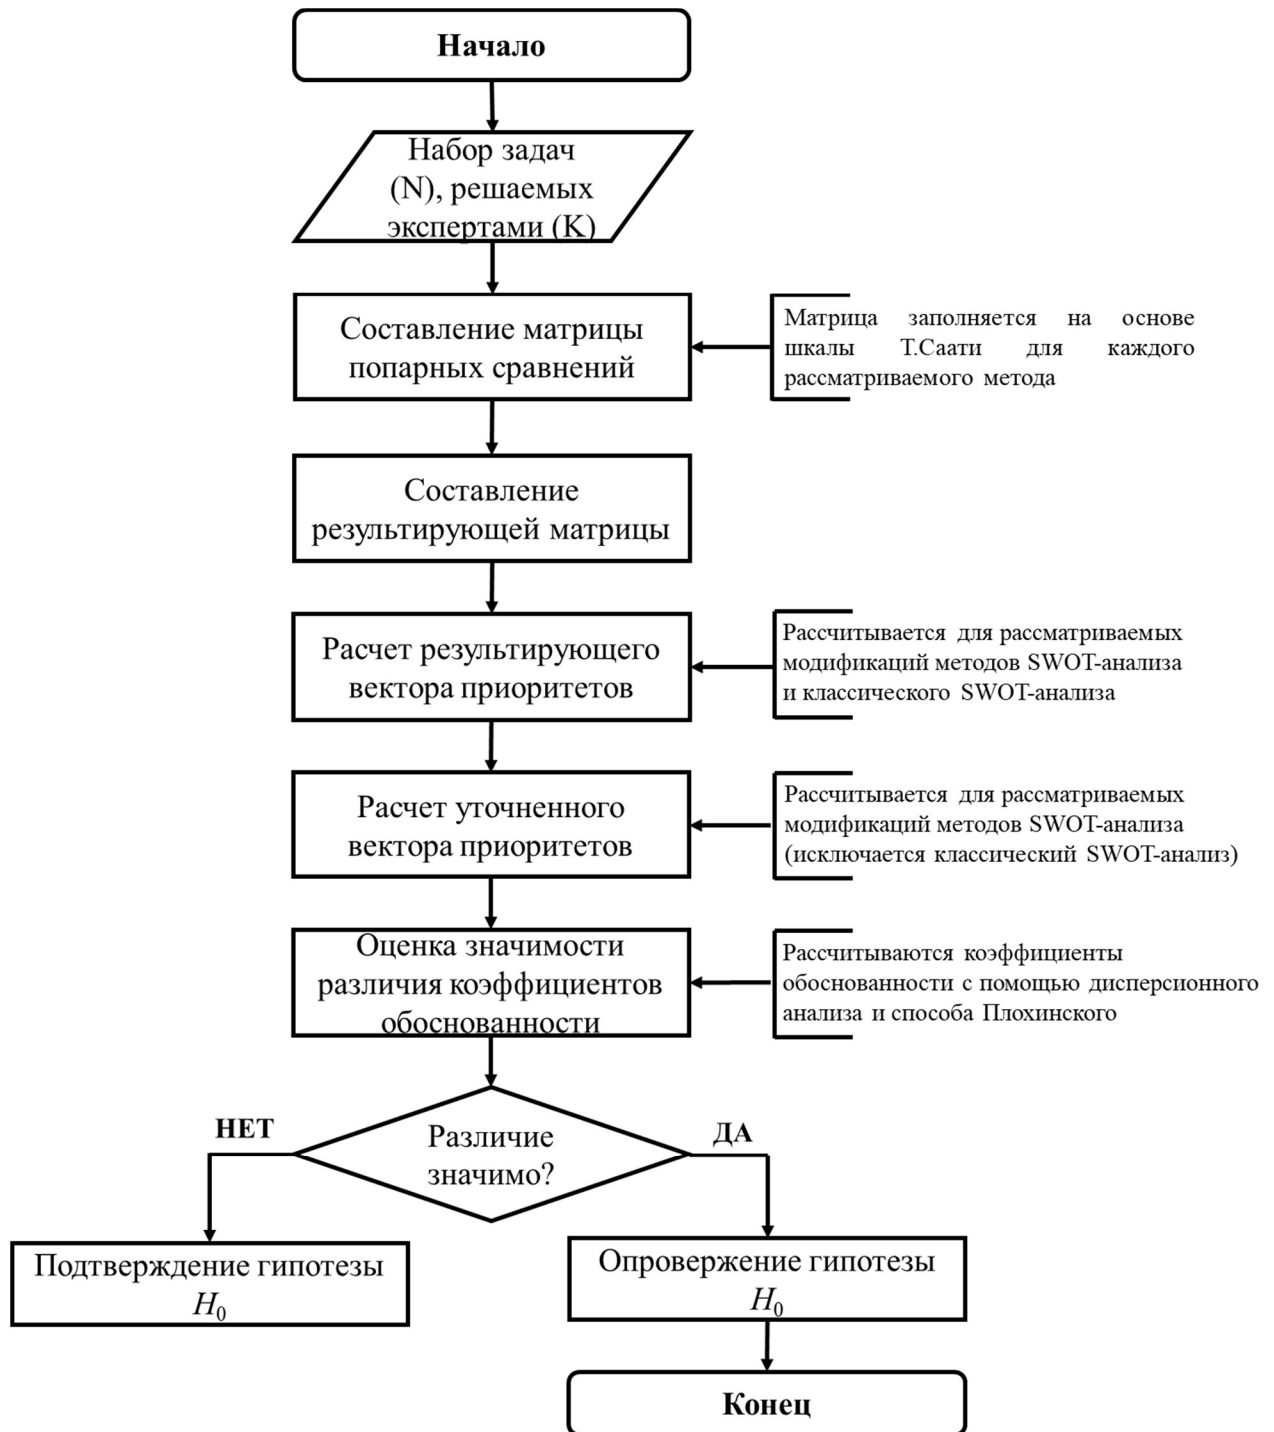 Начало
Набор задач
(N), решаемых
экспертами (K)
Составление матрицы
попарных сравнений
Матрица заполняется на основе
шкалы Т.Саати для каждого
рассматриваемого метода
Составление
результирующей матрицы
Расчет результирующего
вектора приоритетов
Рассчитывается для рассматриваемых
модификаций методов SWOT-анализа
и классического SWOT-анализа
Расчет уточненного
вектора приоритетов
Рассчитывается для рассматриваемых
модификаций методов SWOT-анализа
(исключается классический SWOT-анализ)
Оценка значимости
различия коэффициентов
обоснованности
Рассчитываются коэффициенты
обоснованности с помощью дисперсионного
анализа и способа Плохинского
НЕТ
Различие
значимо?
ДА
Подтверждение гипотезы
H₀
Опровержение гипотезы
H₀
Конец